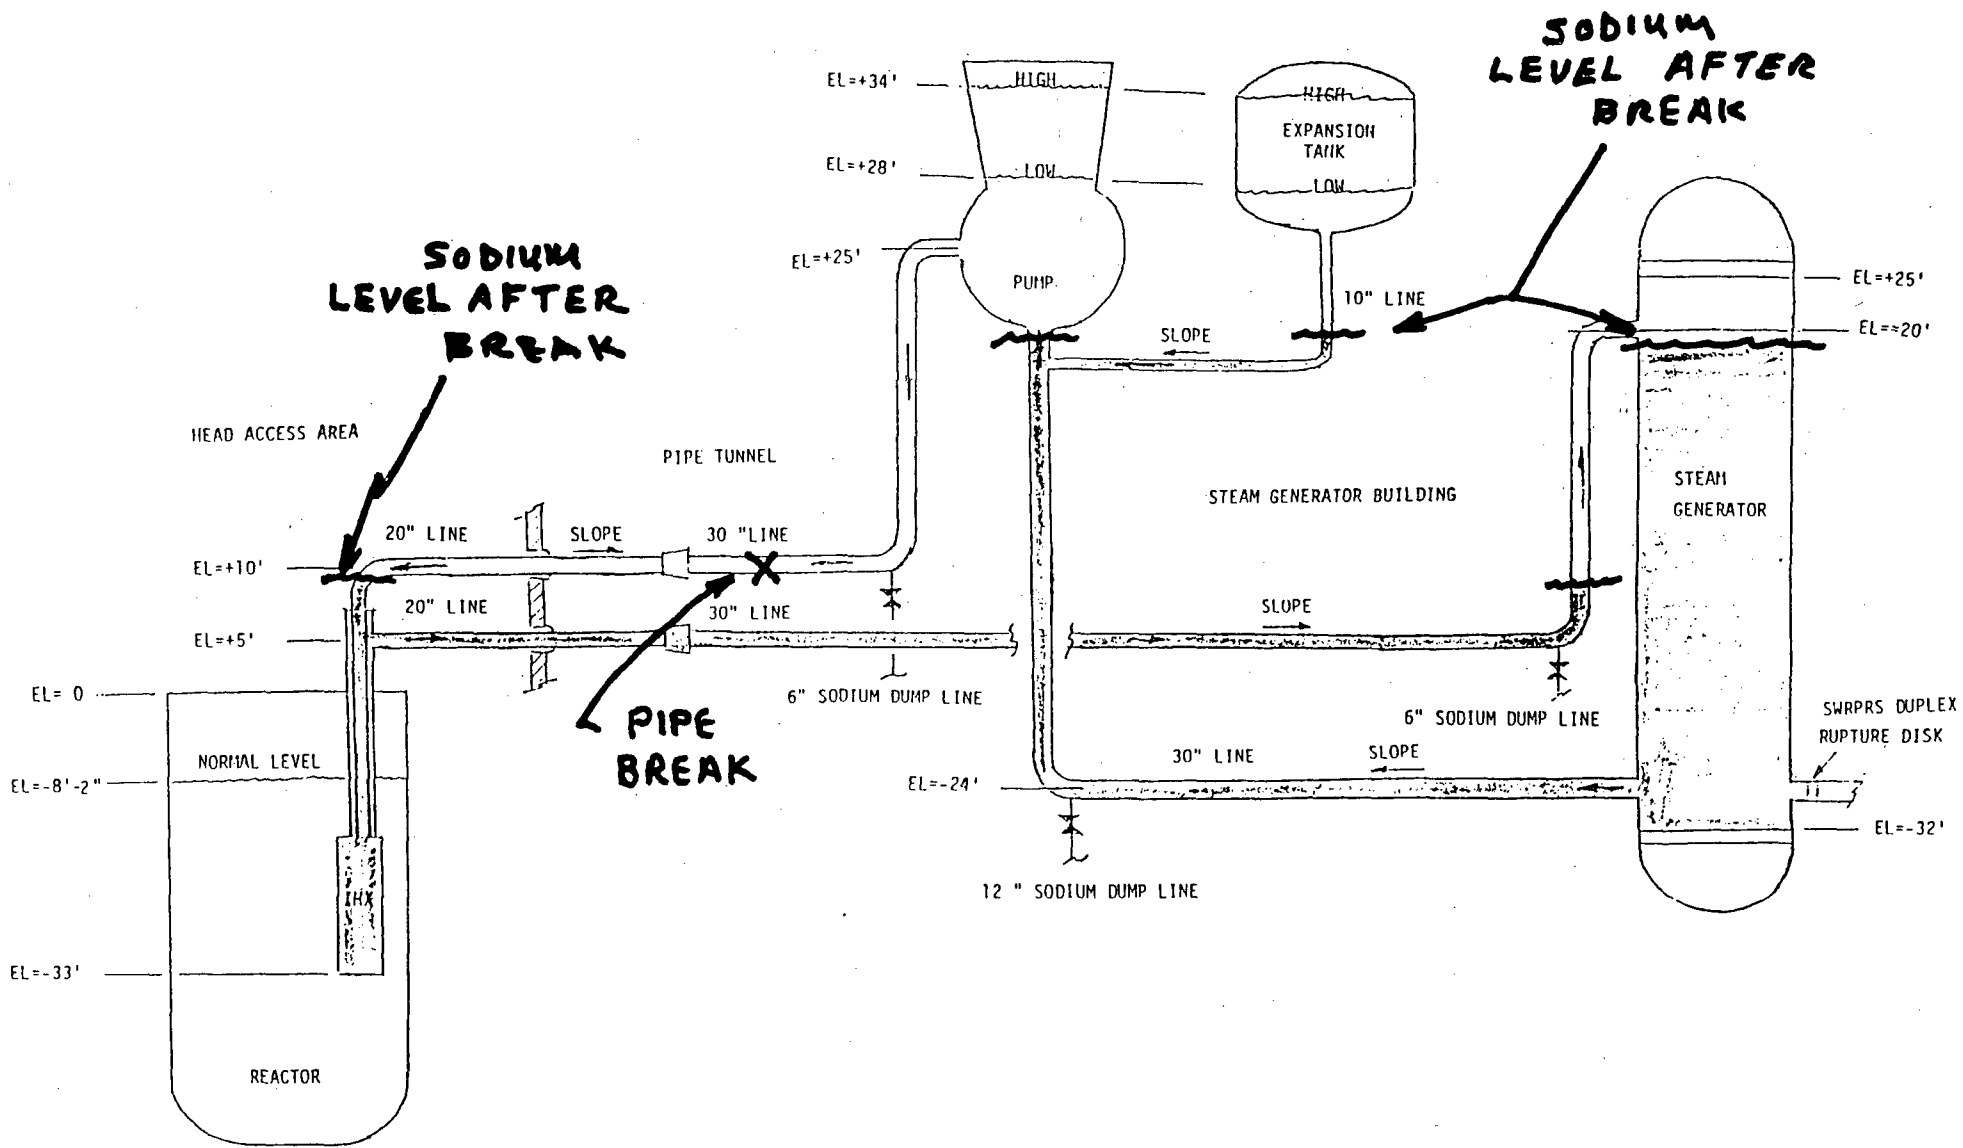 SODIUM
LEVEL AFTER
BREAK
EL=+34'
HIGH
HIGH
EXPANSION
TANK
EL=+28'
LOW
LOW
SODIUM
LEVEL AFTER
BREAK
EL=+25'
PUMP
10" LINE
EL=+25'
SLOPE
EL=≈20'
HEAD ACCESS AREA
PIPE TUNNEL
STEAM GENERATOR BUILDING
STEAM
GENERATOR
20" LINE
SLOPE
30 "LINE
EL=+10'
20" LINE
30" LINE
SLOPE
EL=+5'
EL= 0
6" SODIUM DUMP LINE
6" SODIUM DUMP LINE
PIPE
BREAK
SWRPRS DUPLEX
RUPTURE DISK
NORMAL LEVEL
30" LINE
SLOPE
EL=-8'-2"
EL=-24'
EL=-32'
12 " SODIUM DUMP LINE
IHX
EL=-33'
REACTOR